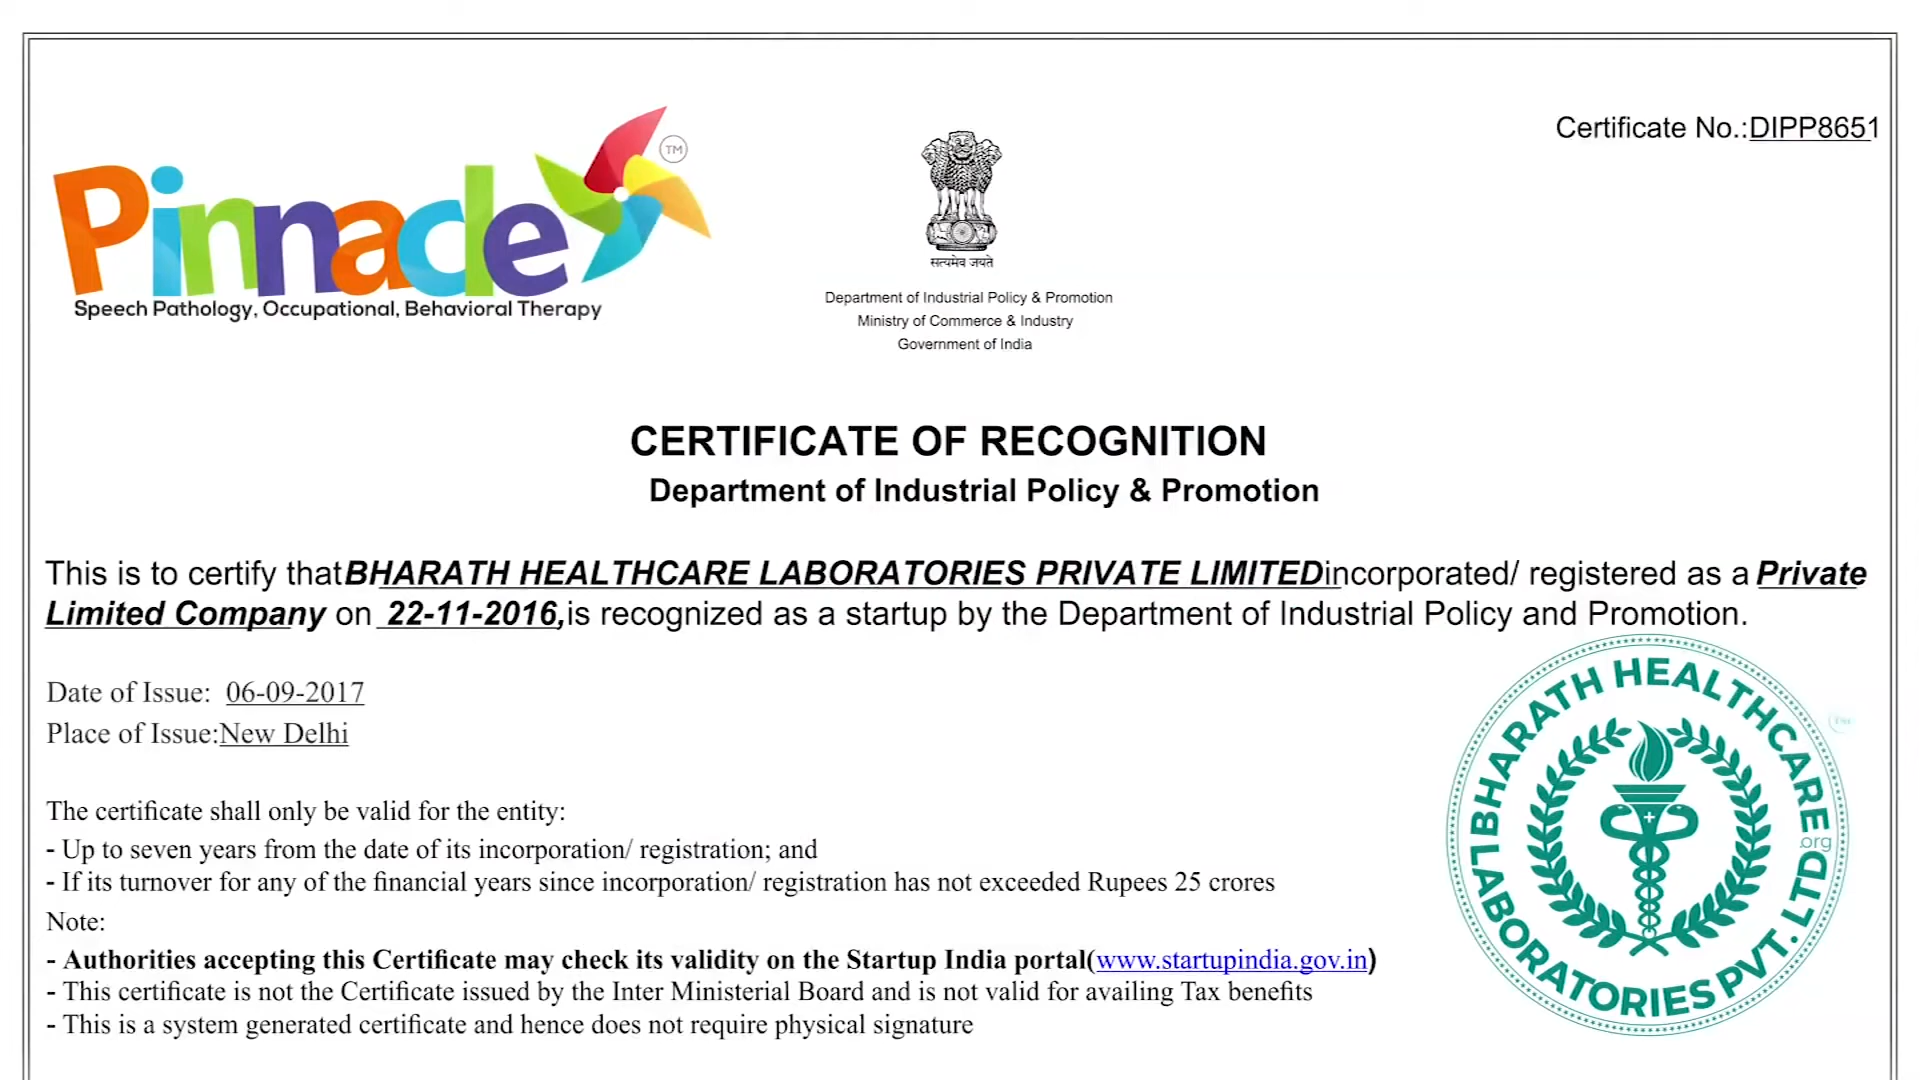 Certificate No.:DIPP8651
Pinnacle
TM
Speech Pathology, Occupational, Behavioral Therapy
सत्यमेव जयते
Department of Industrial Policy & Promotion
Ministry of Commerce & Industry
Government of India
CERTIFICATE OF RECOGNITION
Department of Industrial Policy & Promotion
This is to certify that BHARATH HEALTHCARE LABORATORIES PRIVATE LIMITED incorporated/ registered as a Private
Limited Company on 22-11-2016, is recognized as a startup by the Department of Industrial Policy and Promotion.
Date of Issue: 06-09-2017
Place of Issue:New Delhi
The certificate shall only be valid for the entity:
- Up to seven years from the date of its incorporation/ registration; and
- If its turnover for any of the financial years since incorporation/ registration has not exceeded Rupees 25 crores
Note:
- Authorities accepting this Certificate may check its validity on the Startup India portal(www.startupindia.gov.in)
- This certificate is not the Certificate issued by the Inter Ministerial Board and is not valid for availing Tax benefits
- This is a system generated certificate and hence does not require physical signature
BHARATH HEALTHCARE
LABORATORIES PVT. LTD
.org
TM